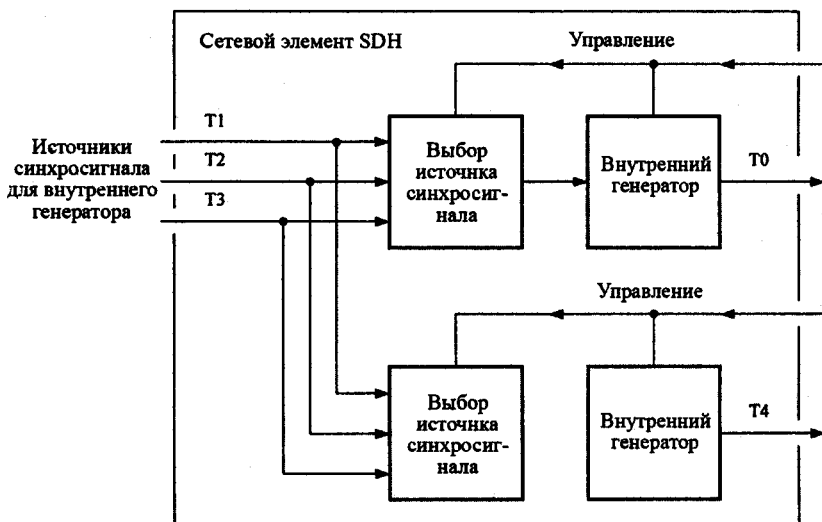 Сетевой элемент SDH
Управление
Источники
синхросигнала
для внутреннего
генератора
T1
T2
T3
Выбор
источнка
синхросиг-
нала
Внутренний
генератор
T0
Управление
Выбор
источнка
синхросиг-
нала
Внутренний
генератор
T4